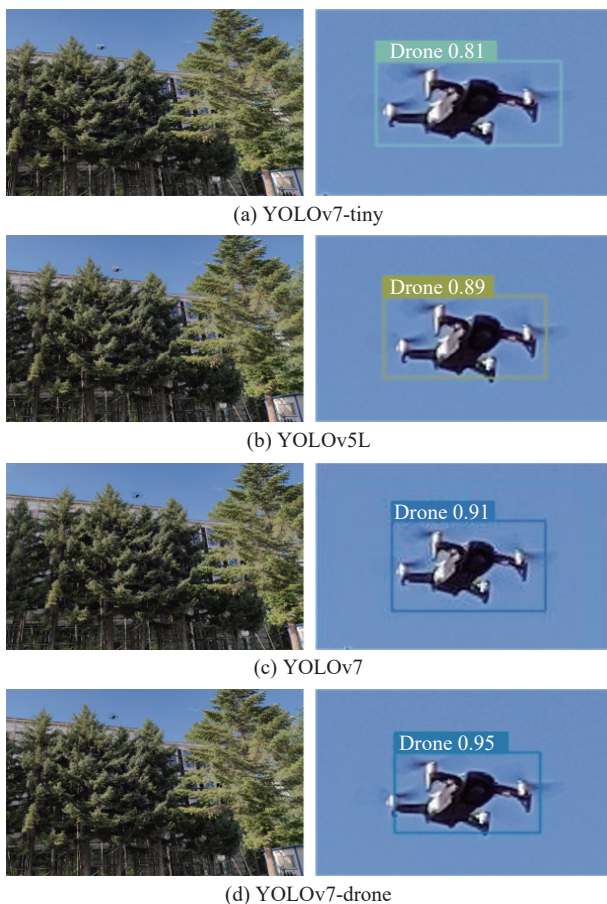 Drone 0.81
(a) YOLOv7-tiny
Drone 0.89
(b) YOLOv5L
Drone 0.91
(c) YOLOv7
Drone 0.95
(d) YOLOv7-drone